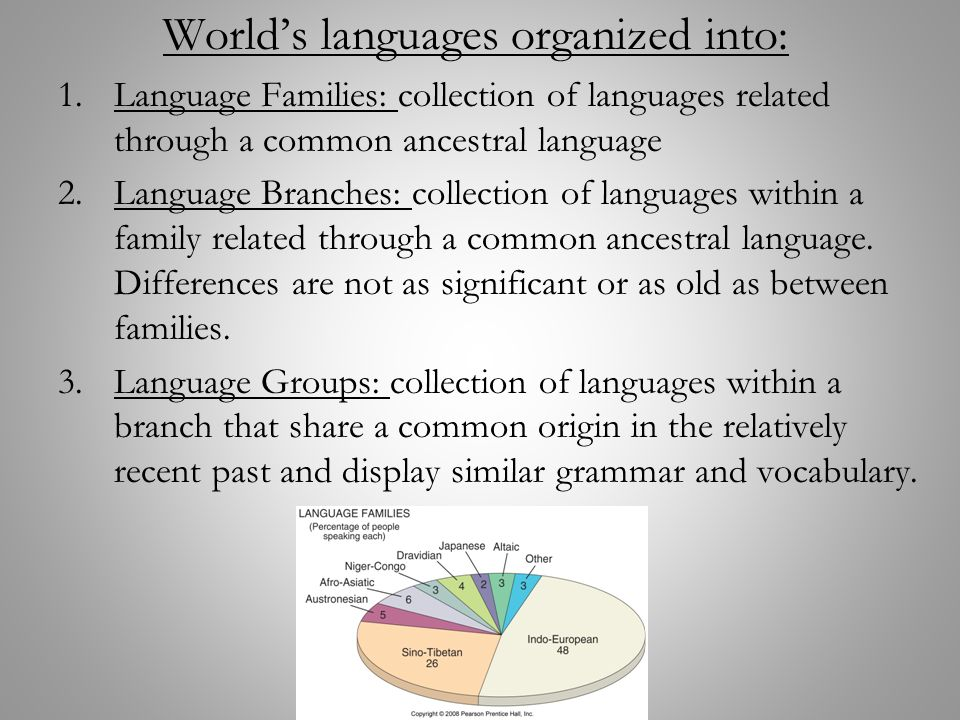 World's languages organized into:
1. Language Families: collection of languages related
through a common ancestral language
2. Language Branches: collection of languages within a
family related through a common ancestral language.
Differences are not as significant or as old as between
families.
3. Language Groups: collection of languages within a
branch that share a common origin in the relatively
recent past and display similar grammar and vocabulary.
LANGUAGE FAMILIES
(Percentage of people
speaking each)
Austronesian
5
Afro-Asiatic
6
Niger-Congo
3
Dravidian
4
Japanese
2
Altaic
3
Other
3
Indo-European
48
Sino-Tibetan
26
Copyright © 2008 Pearson Prentice Hall, Inc.